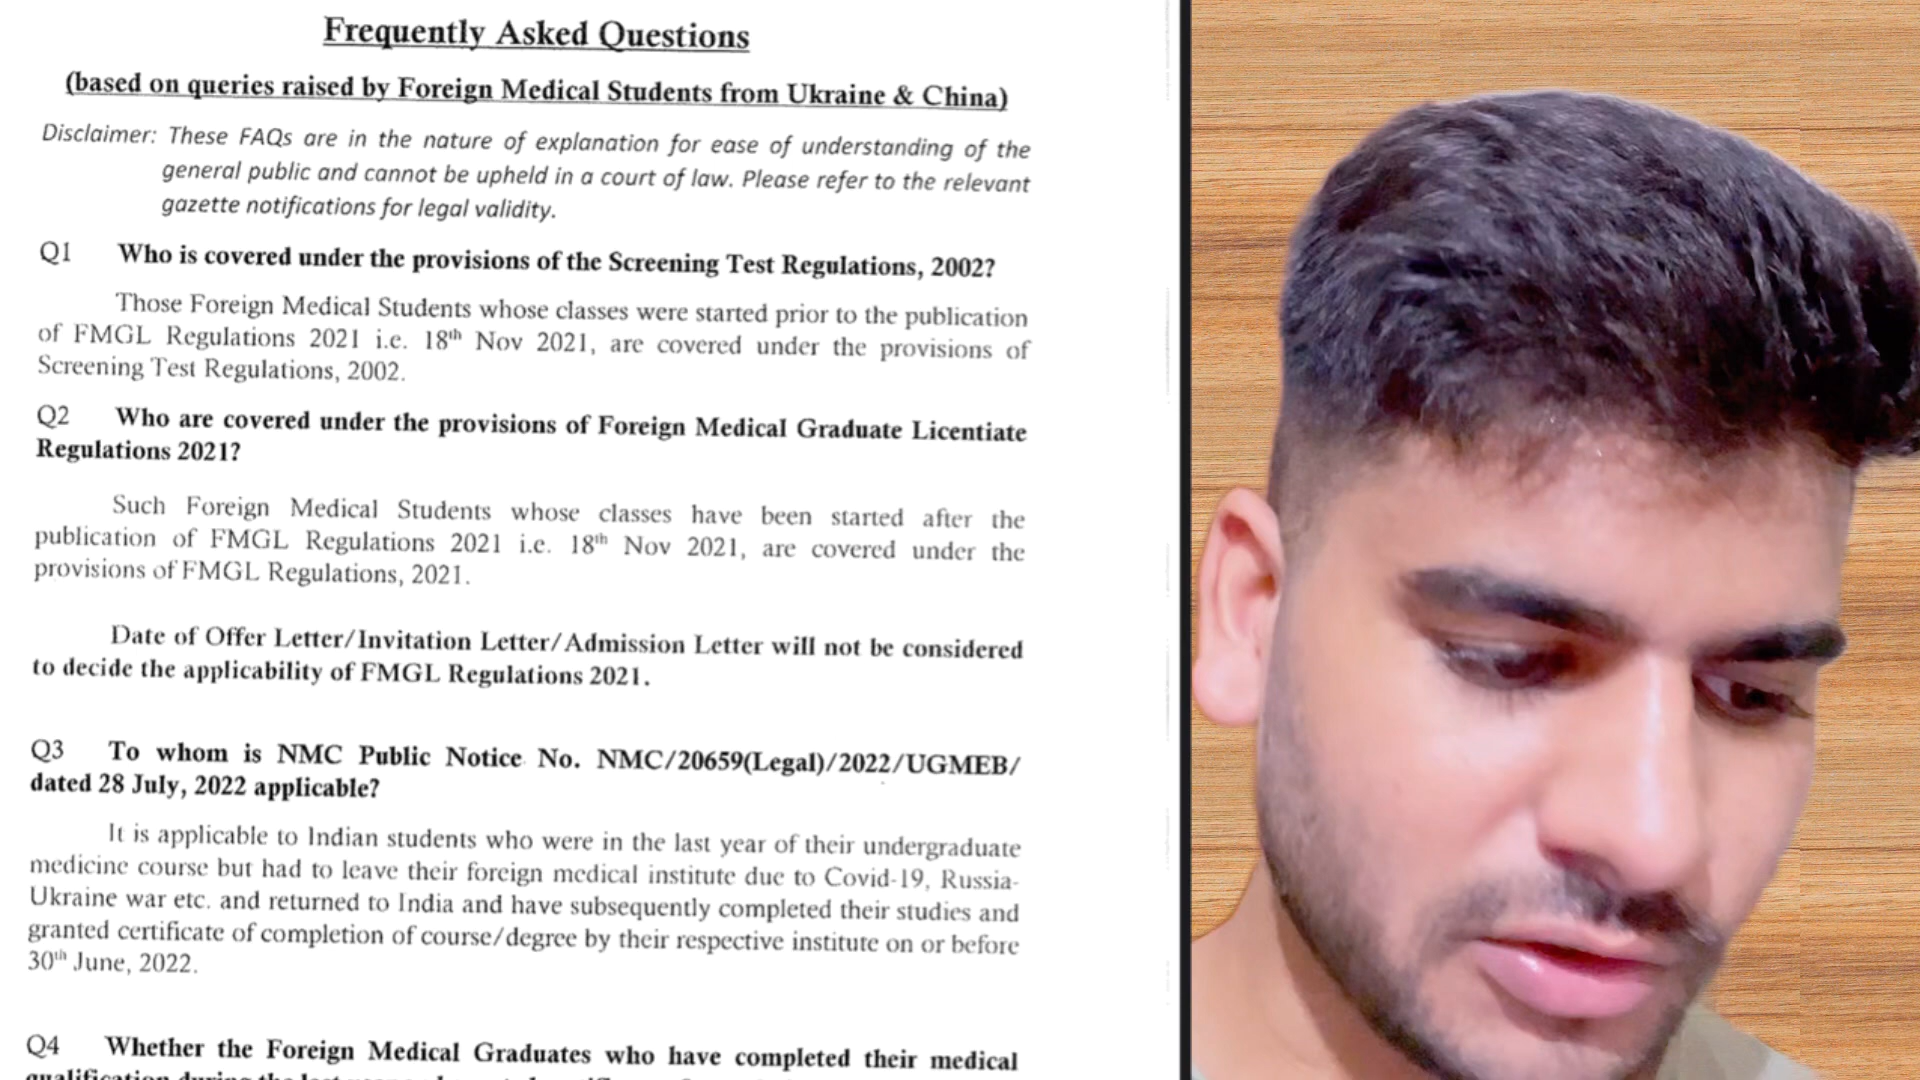 Frequently Asked Questions
(based on queries raised by Foreign Medical Students from Ukraine & China)
Disclaimer: These FAQs are in the nature of explanation for ease of understanding of the
general public and cannot be upheld in a court of law. Please refer to the relevant
gazette notifications for legal validity.
Q1 Who is covered under the provisions of the Screening Test Regulations, 2002?
Those Foreign Medical Students whose classes were started prior to the publication
of FMGL Regulations 2021 i.e. 18th Nov 2021, are covered under the provisions of
Screening Test Regulations, 2002.
Q2 Who are covered under the provisions of Foreign Medical Graduate Licentiate
Regulations 2021?
Such Foreign Medical Students whose classes have been started after the
publication of FMGL Regulations 2021 i.e. 18th Nov 2021, are covered under the
provisions of FMGL Regulations, 2021.
Date of Offer Letter/Invitation Letter/Admission Letter will not be considered
to decide the applicability of FMGL Regulations 2021.
Q3 To whom is NMC Public Notice No. NMC/20659(Legal)/2022/UGMEB/
dated 28 July, 2022 applicable?
It is applicable to Indian students who were in the last year of their undergraduate
medicine course but had to leave their foreign medical institute due to Covid-19, Russia-
Ukraine war etc. and returned to India and have subsequently completed their studies and
granted certificate of completion of course/degree by their respective institute on or before
30th June, 2022.
Q4 Whether the Foreign Medical Graduates who have completed their medical